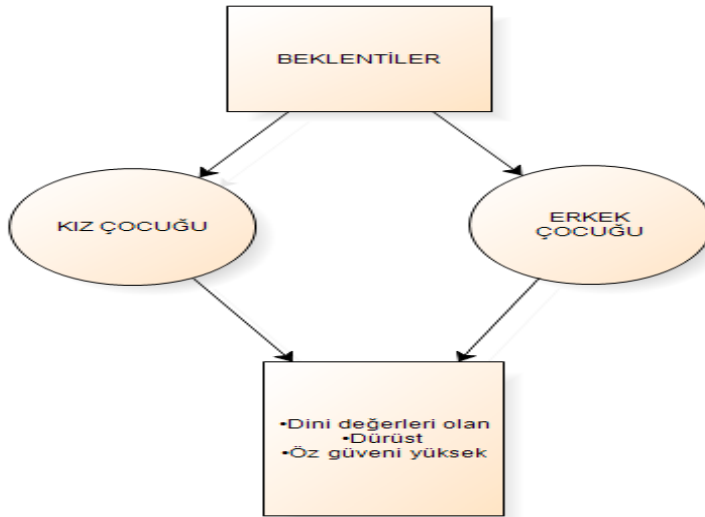 BEKLENTİLER
KIZ ÇOCUĞU
ERKEK
ÇOCUĞU
•Dini değerleri olan
•Dürüst
•Öz güveni yüksek